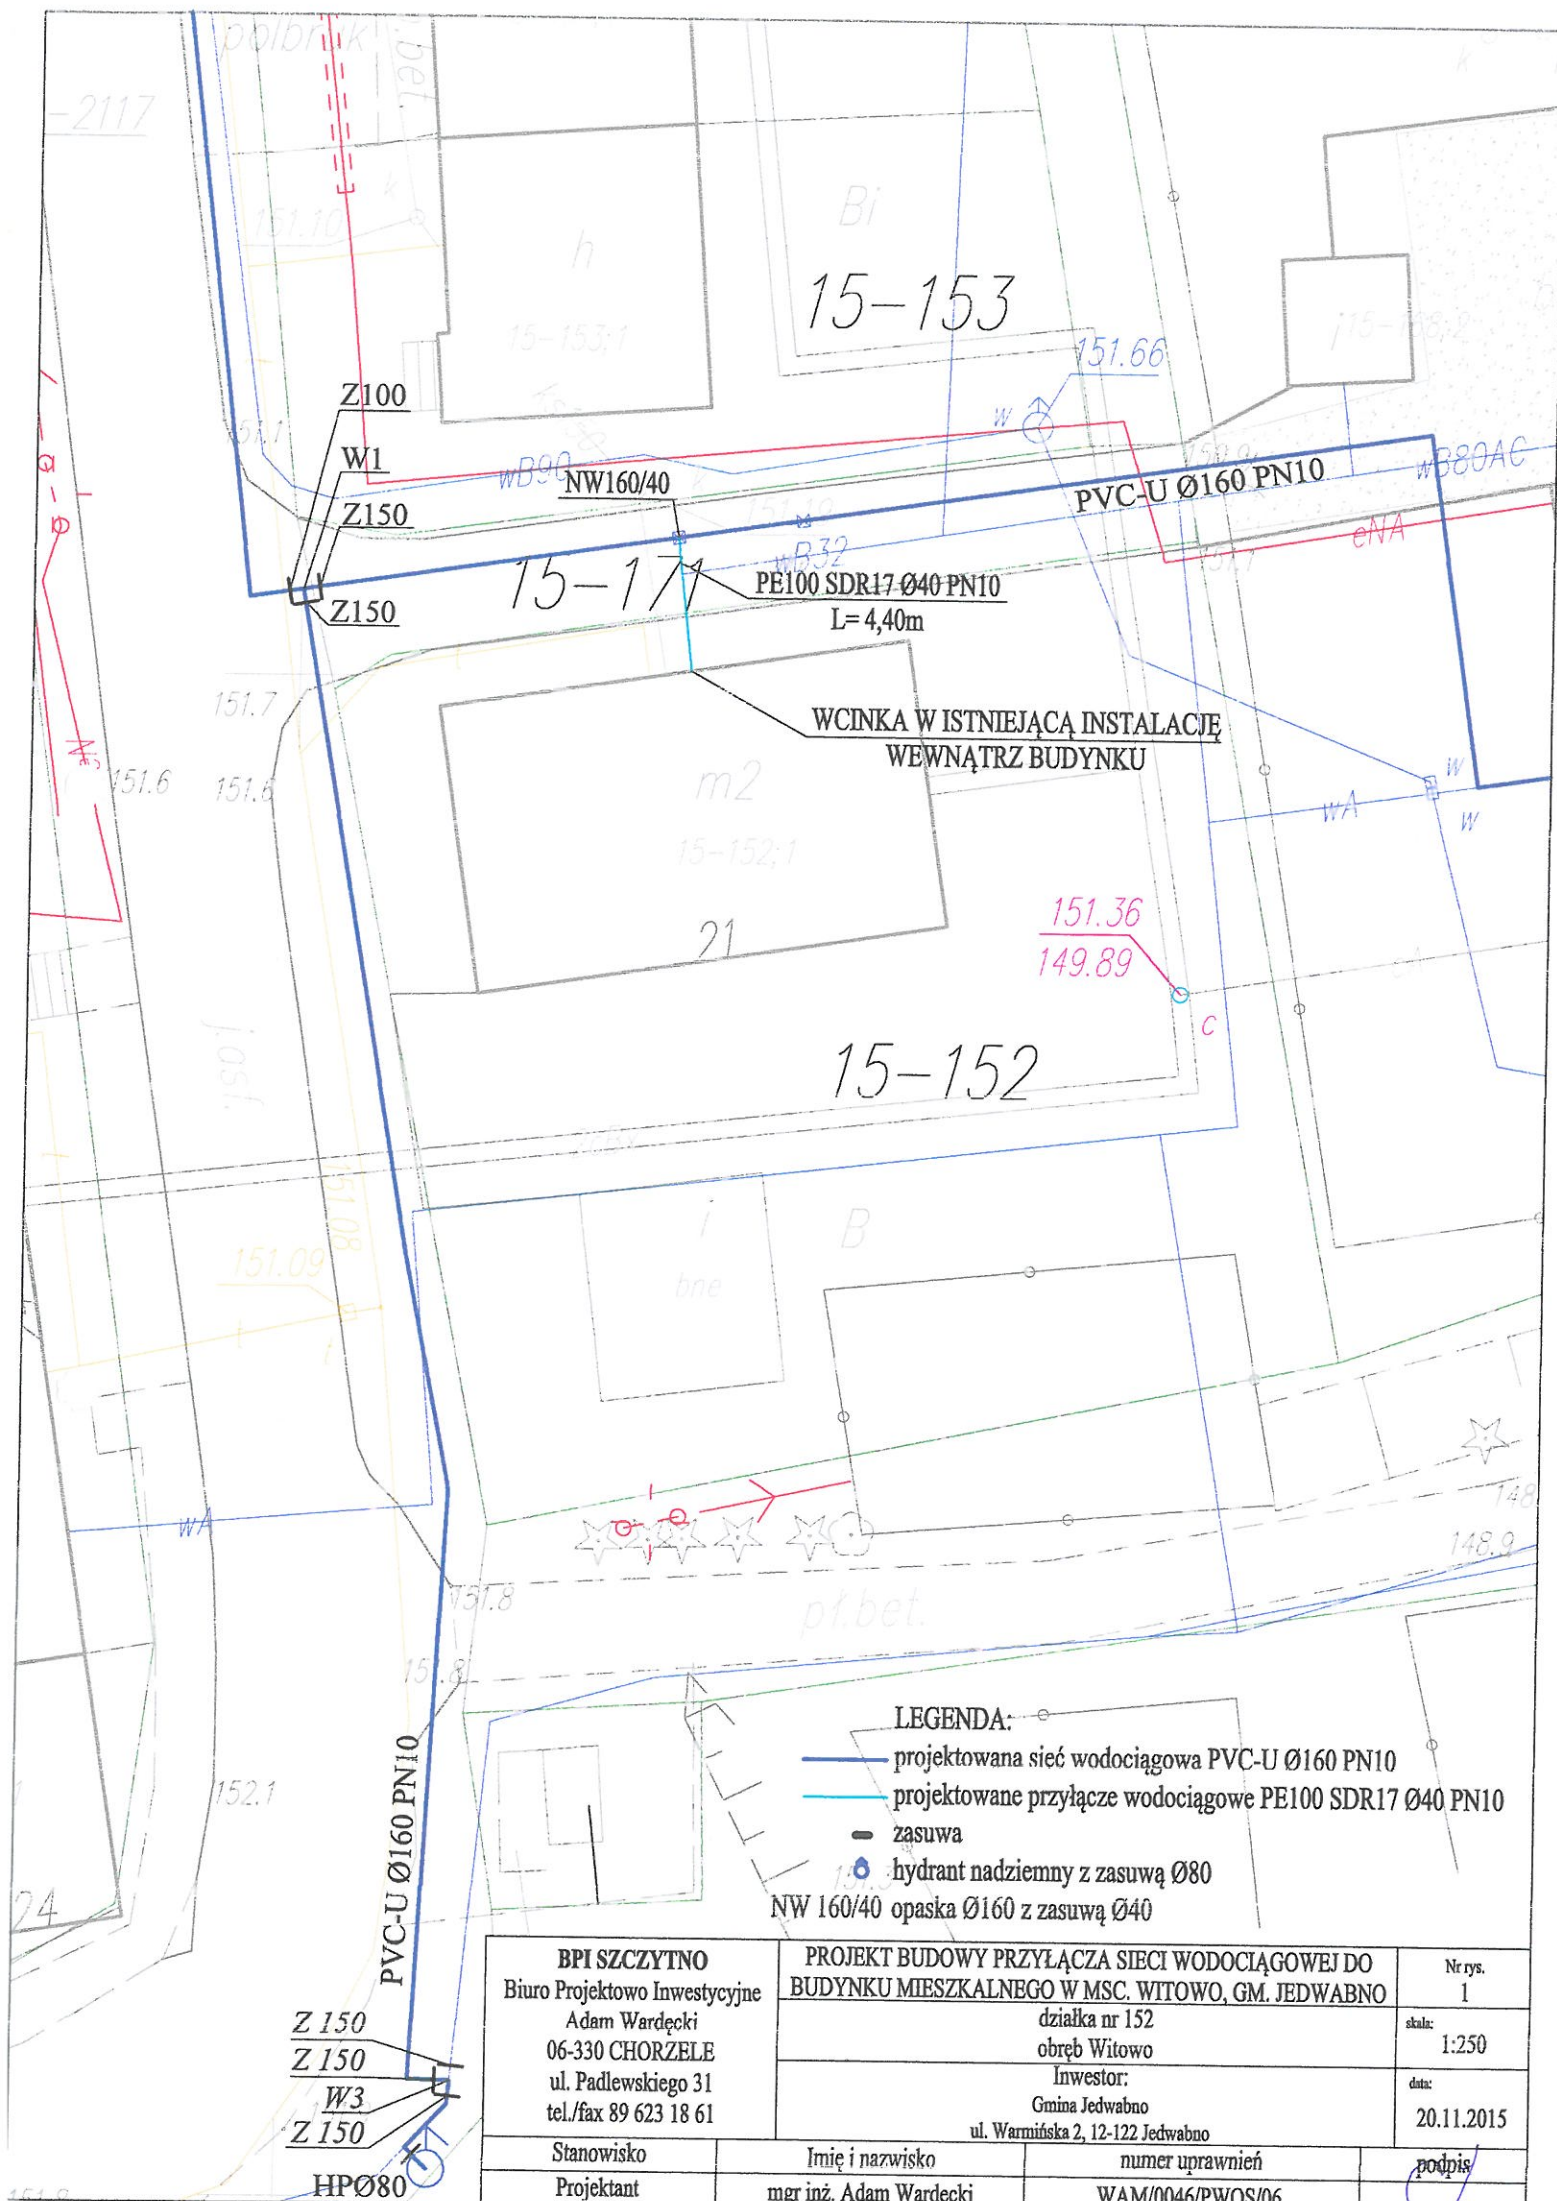 polbruk
bet.
-2117
k
k
151.10
h
Bi
15-153
15-153;1
151.66
Z100
151.1
W1
wB90
NW160/40
w
Z150
PVC-U Ø160 PN10
wB80AC
eNA
wB32
15-171
PE100 SDR17 Ø40 PN10
L= 4,40m
Z150
151.7
WCINKA W ISTNIEJĄCĄ INSTALACJĘ
WEWNĄTRZ BUDYNKU
151.6
151.6
m2
15-152;1
w
wA
w
21
151.36
149.89
c
j.asf.
15-152
t
151.08
i
B
bne
151.09
t
t
wA
148.9
151.8
pł.bet.
151.8
152.1
24
PVC-U Ø160 PN10
LEGENDA:
projektowana sieć wodociągowa PVC-U Ø160 PN10
projektowane przyłącze wodociągowe PE100 SDR17 Ø40 PN10
zasuwa
hydrant nadziemny z zasuwą Ø80
NW 160/40 opaska Ø160 z zasuwą Ø40
Z 150
Z 150
W3
Z 150
HPØ80
151.8
BPI SZCZYTNO
Biuro Projektowo Inwestycyjne
Adam Wardęcki
06-330 CHORZELE
ul. Padlewskiego 31
tel./fax 89 623 18 61
PROJEKT BUDOWY PRZYŁĄCZA SIECI WODOCIĄGOWEJ DO
BUDYNKU MIESZKALNEGO W MSC. WITOWO, GM. JEDWABNO
działka nr 152
obręb Witowo
Inwestor:
Gmina Jedwabno
ul. Warmińska 2, 12-122 Jedwabno
Nr rys.
1
skala:
1:250
data:
20.11.2015
Stanowisko
Imię i nazwisko
numer uprawnień
podpis
Projektant
mgr inż. Adam Wardęcki
WAM/0046/PWOS/06